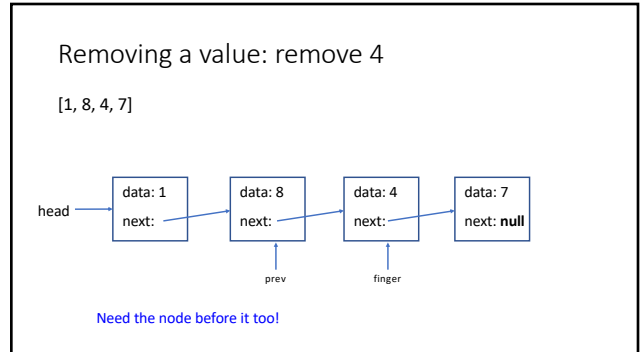 Removing a value: remove 4
[1, 8, 4, 7]
data: 1
data: 8
data: 4
data: 7
head
next:
next:
next:
next: null
prev
finger
Need the node before it too!